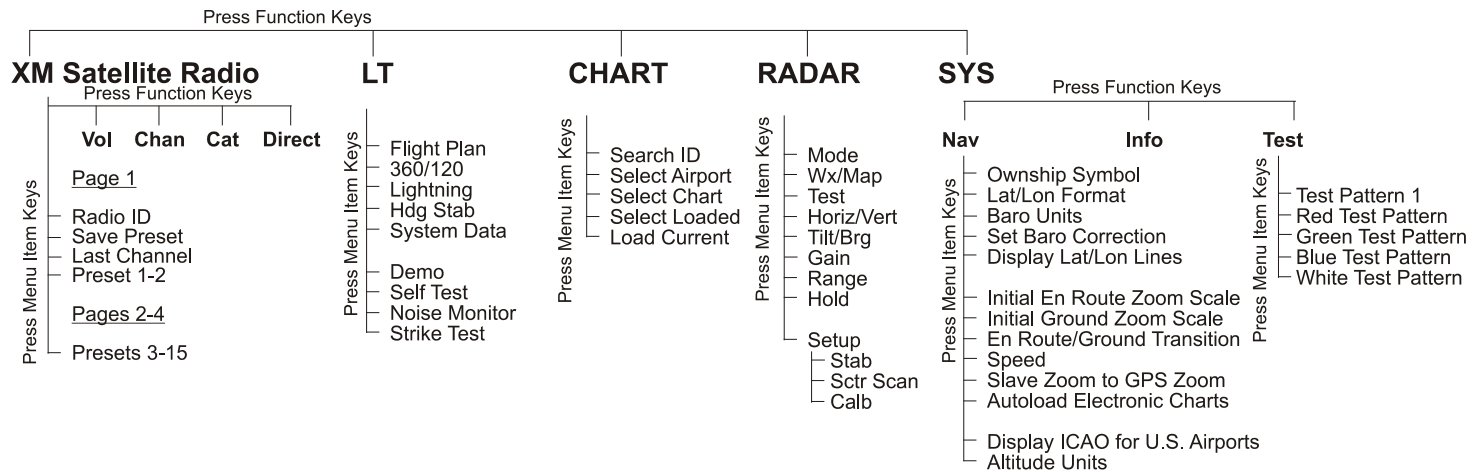 Press Function Keys
XM Satellite Radio
Press Function Keys
Vol Chan Cat Direct
Press Menu Item Keys
Page 1
Radio ID
Save Preset
Last Channel
Preset 1-2
Pages 2-4
Presets 3-15
LT
Press Menu Item Keys
Flight Plan
360/120
Lightning
Hdg Stab
System Data
Demo
Self Test
Noise Monitor
Strike Test
CHART
Press Menu Item Keys
Search ID
Select Airport
Select Chart
Select Loaded
Load Current
RADAR
Press Menu Item Keys
Mode
Wx/Map
Test
Horiz/Vert
Tilt/Brg
Gain
Range
Hold
Setup
Stab
Sctr Scan
Calb
SYS
Press Function Keys
Nav Info Test
Press Menu Item Keys
Ownship Symbol
Lat/Lon Format
Baro Units
Set Baro Correction
Display Lat/Lon Lines
Initial En Route Zoom Scale
Initial Ground Zoom Scale
En Route/Ground Transition
Speed
Slave Zoom to GPS Zoom
Autoload Electronic Charts
Display ICAO for U.S. Airports
Altitude Units
Press Menu Item Keys
Test Pattern 1
Red Test Pattern
Green Test Pattern
Blue Test Pattern
White Test Pattern